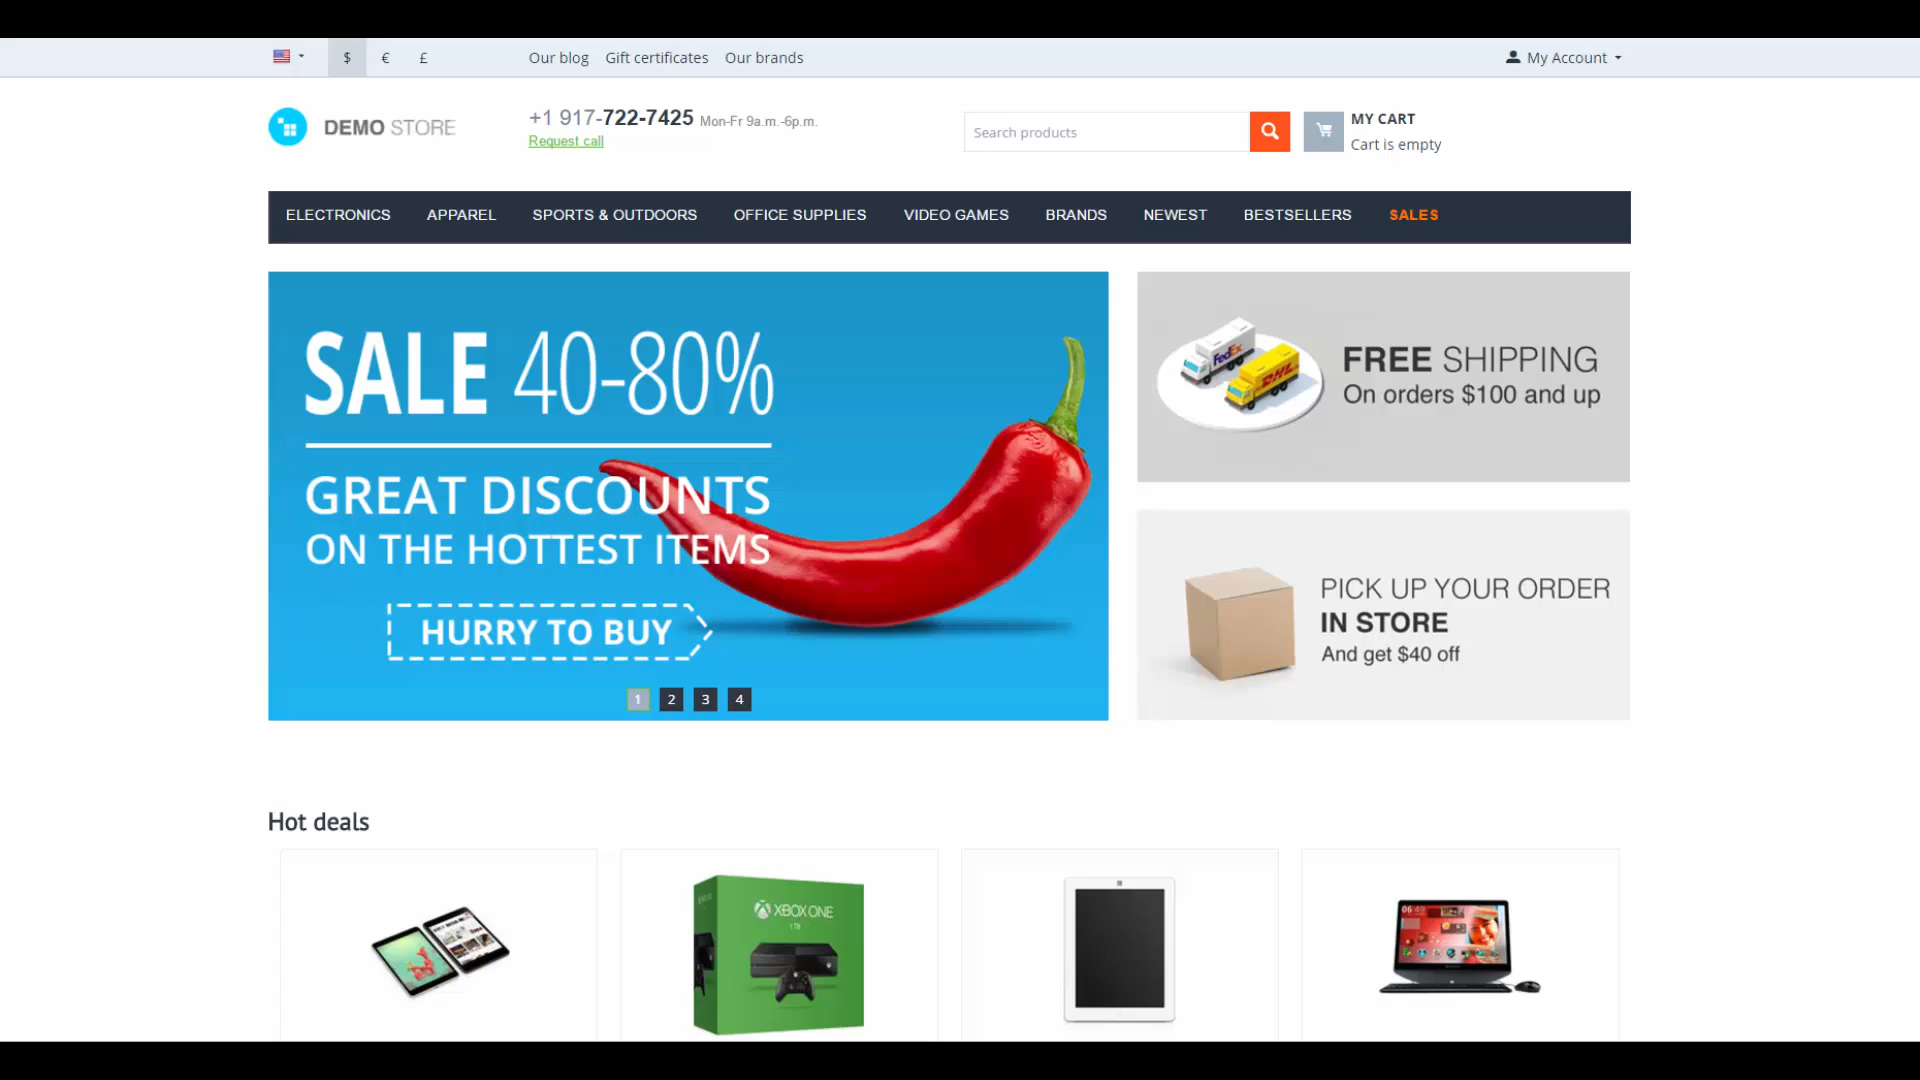 $ € £ Our blog Gift certificates Our brands My Account
DEMO STORE
+1 917-722-7425 Mon-Fr 9a.m.-6p.m.
Request call
Search products
MY CART
Cart is empty
ELECTRONICS APPAREL SPORTS & OUTDOORS OFFICE SUPPLIES VIDEO GAMES BRANDS NEWEST BESTSELLERS SALES
SALE 40-80%
GREAT DISCOUNTS
ON THE HOTTEST ITEMS
HURRY TO BUY
1 2 3 4
FedEx
DHL
FREE SHIPPING
On orders $100 and up
PICK UP YOUR ORDER
IN STORE
And get $40 off
Hot deals
XBOX ONE
1TB